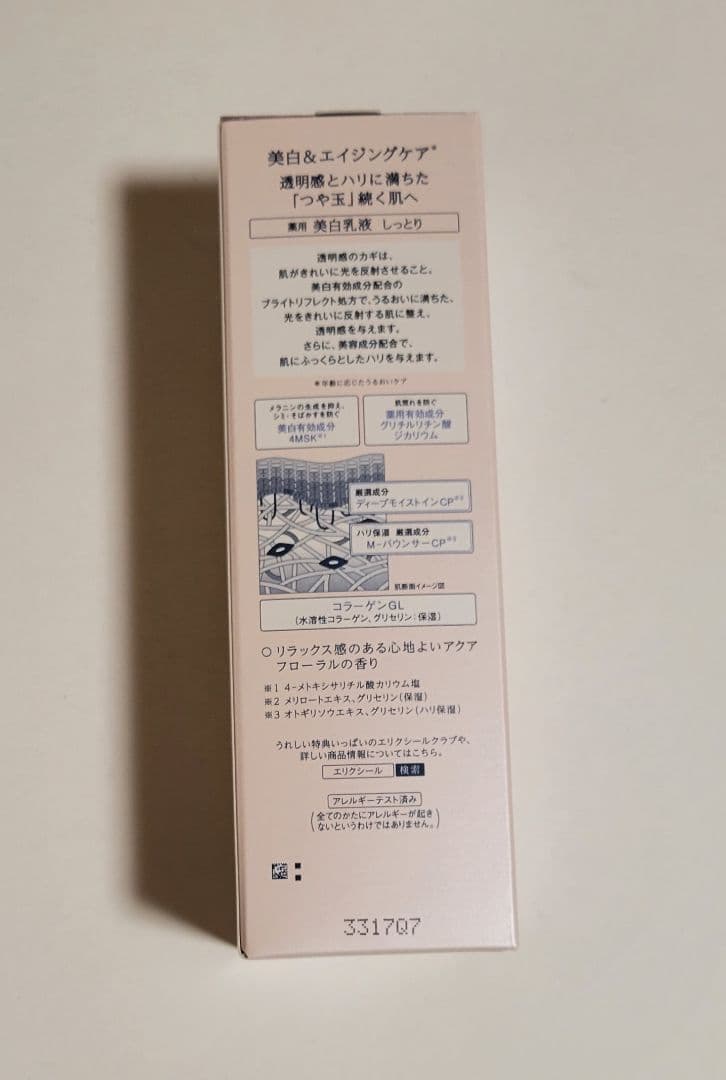 美白&エイジングケア*
透明感とハリに満ちた
「つや玉」続く肌へ
薬用 美白乳液 しっとり
透明感のカギは、
肌がきれいに光を反射させること。
美白有効成分配合の
ブライトリフレクト処方で、うるおいに満ちた、
光をきれいに反射する肌に整え、
透明感を与えます。
さらに、美容成分配合で、
肌にふっくらとしたハリを与えます。
*年齢に応じたうるおいケア
メラニンの生成を抑え、
シミ・そばかすを防ぐ
美白有効成分
4MSK※1
肌荒れを防ぐ
薬用有効成分
グリチルリチン酸
ジカリウム
厳選成分
ディープモイストインCP※2
ハリ保湿 厳選成分
M-バウンサーCP※3
肌断面イメージ図
コラーゲンGL
(水溶性コラーゲン、グリセリン:保湿)
○リラックス感のある心地よいアクア
フローラルの香り
※1 4-メトキシサリチル酸カリウム塩
※2 メリロートエキス、グリセリン(保湿)
※3 オトギリソウエキス、グリセリン(ハリ保湿)
うれしい特典いっぱいのエリクシールクラブや、
詳しい商品情報についてはこちら。
エリクシール 検索
アレルギーテスト済み
(全てのかたにアレルギーが起き
ないというわけではありません。)
3317Q7